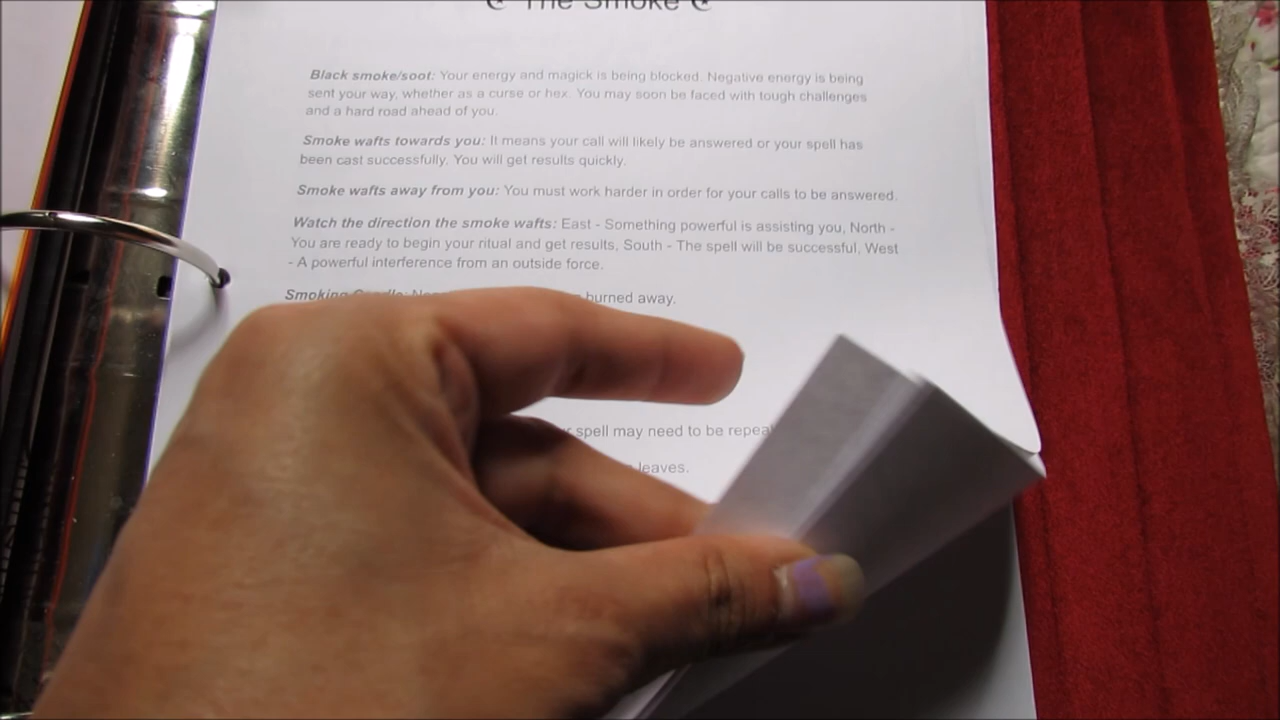 The Smoke
Black smoke/soot: Your energy and magick is being blocked. Negative energy is being
sent your way, whether as a curse or hex. You may soon be faced with tough challenges
and a hard road ahead of you.
Smoke wafts towards you: It means your call will likely be answered or your spell has
been cast successfully. You will get results quickly.
Smoke wafts away from you: You must work harder in order for your calls to be answered.
Watch the direction the smoke wafts: East - Something powerful is assisting you, North -
You are ready to begin your ritual and get results, South - The spell will be successful, West
- A powerful interference from an outside force.
Smoking burned away.
spell may need to be
leaves.